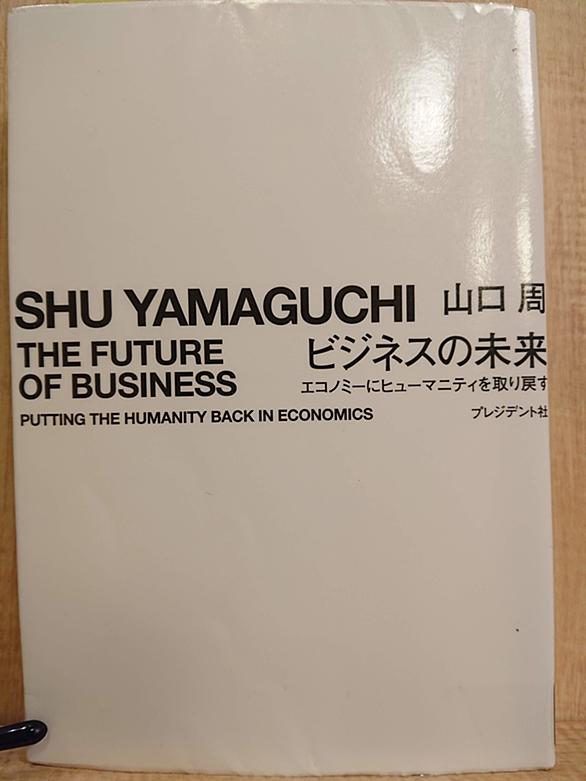 SHU YAMAGUCHI 山口 周
THE FUTURE
OF BUSINESS
PUTTING THE HUMANITY BACK IN ECONOMICS
ビジネスの未来
エコノミーにヒューマニティを取り戻す
プレジデント社